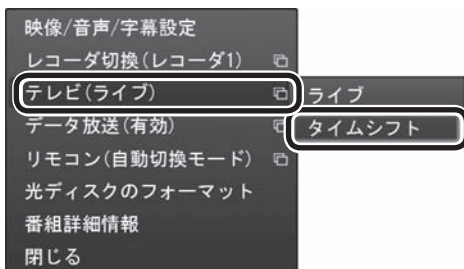 映像/音声/字幕設定
レコーダ切換(レコーダ1)
テレビ(ライブ)
ライブ
データ放送(有効)
タイムシフト
リモコン(自動切換モード)
光ディスクのフォーマット
番組詳細情報
閉じる